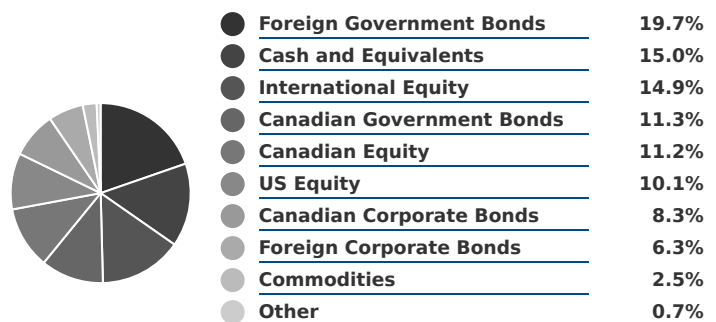 Foreign Government Bonds 19.7%
Cash and Equivalents 15.0%
International Equity 14.9%
Canadian Government Bonds 11.3%
Canadian Equity 11.2%
US Equity 10.1%
Canadian Corporate Bonds 8.3%
Foreign Corporate Bonds 6.3%
Commodities 2.5%
Other 0.7%